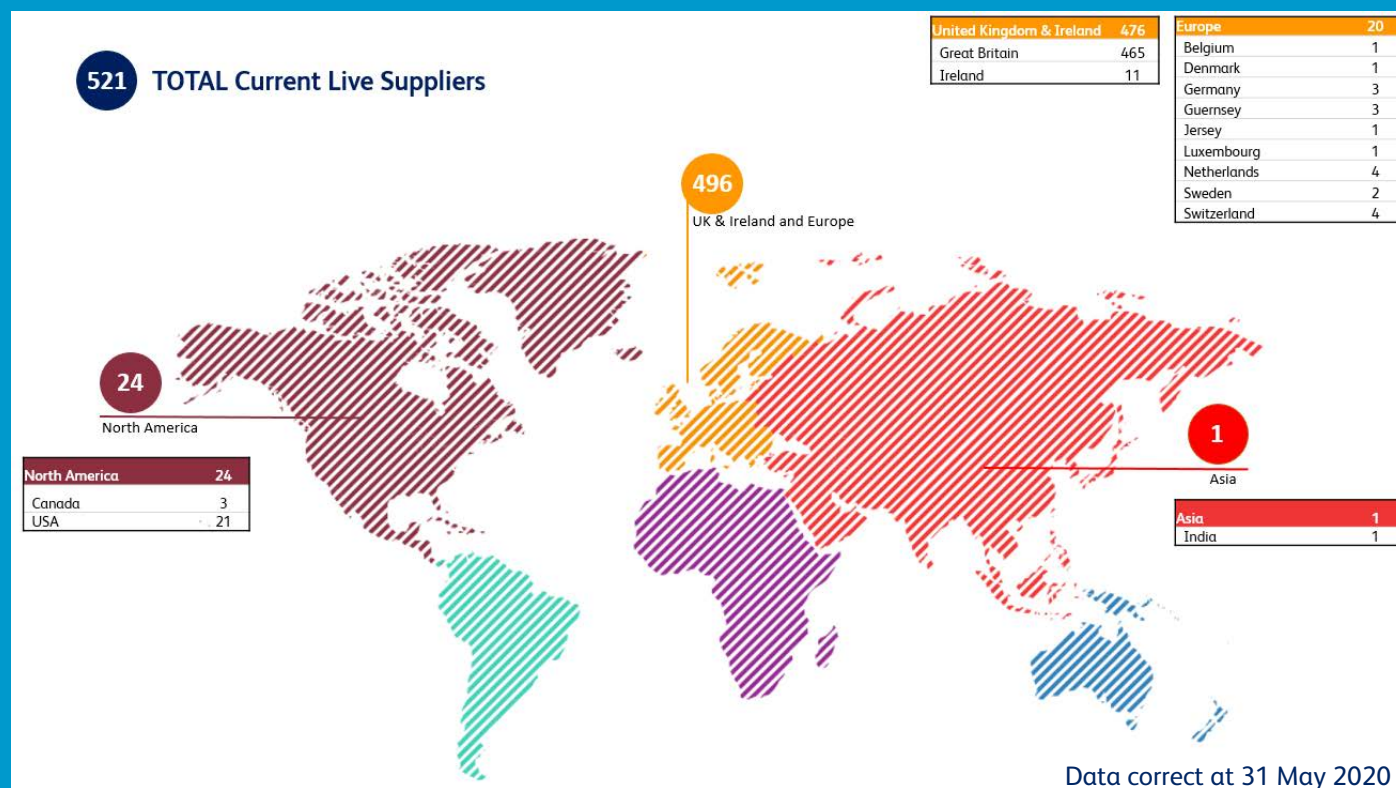 521 TOTAL Current Live Suppliers
United Kingdom & Ireland 476
Great Britain 465
Ireland 11
Europe 20
Belgium 1
Denmark 1
Germany 3
Guernsey 3
Jersey 1
Luxembourg 1
Netherlands 4
Sweden 2
Switzerland 4
496
UK & Ireland and Europe
24
North America
North America 24
Canada 3
USA 21
1
Asia
Asia 1
India 1
Data correct at 31 May 2020